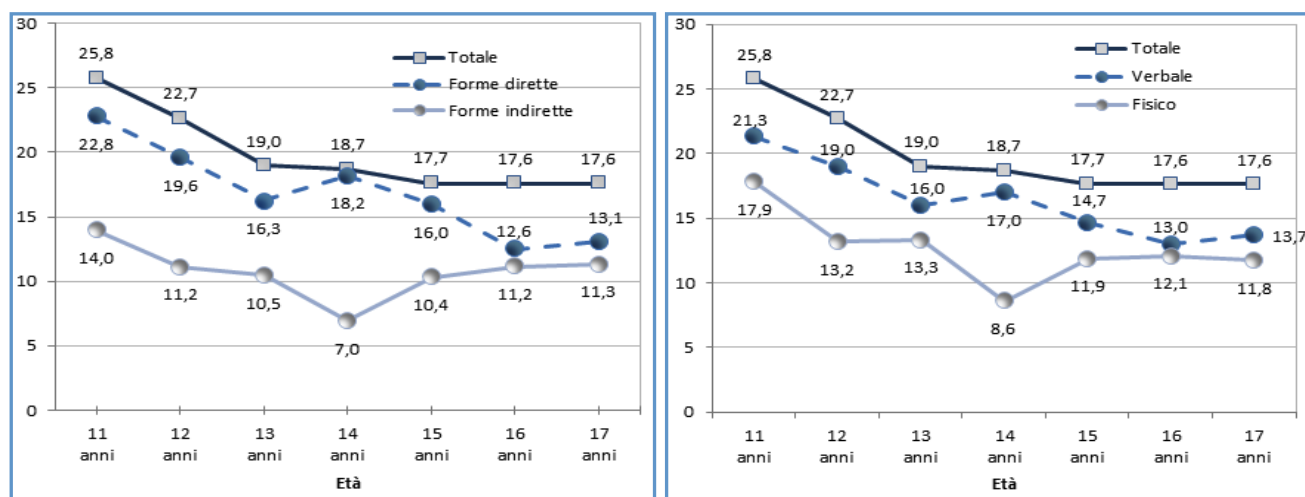 30
25
20
15
10
5
0
25,8
22,7
19,0
18,7
17,7
17,6
17,6
22,8
19,6
16,3
18,2
16,0
12,6
13,1
14,0
11,2
10,5
7,0
10,4
11,2
11,3
Totale
Forme dirette
Forme indirette
11 anni
12 anni
13 anni
14 anni
15 anni
16 anni
17 anni
Età
30
25
20
15
10
5
0
25,8
22,7
19,0
18,7
17,7
17,6
17,6
21,3
19,0
16,0
17,0
14,7
13,0
13,7
17,9
13,2
13,3
8,6
11,9
12,1
11,8
Totale
Verbale
Fisico
11 anni
12 anni
13 anni
14 anni
15 anni
16 anni
17 anni
Età